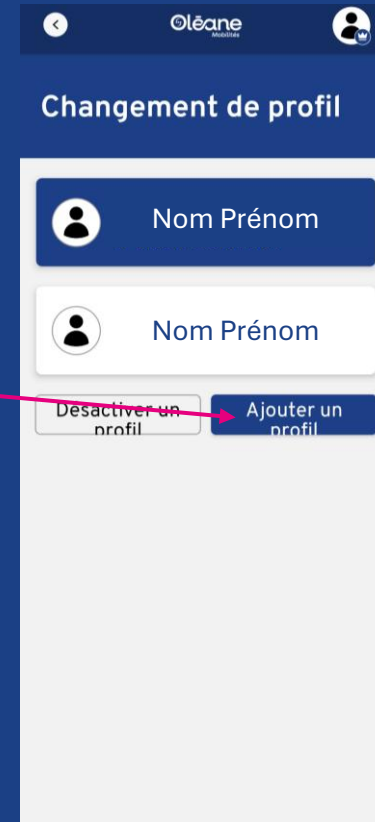 Oléane
Mobilités
Changement de profil
Nom Prénom
Nom Prénom
Désactiver un
profil
Ajouter un
profil